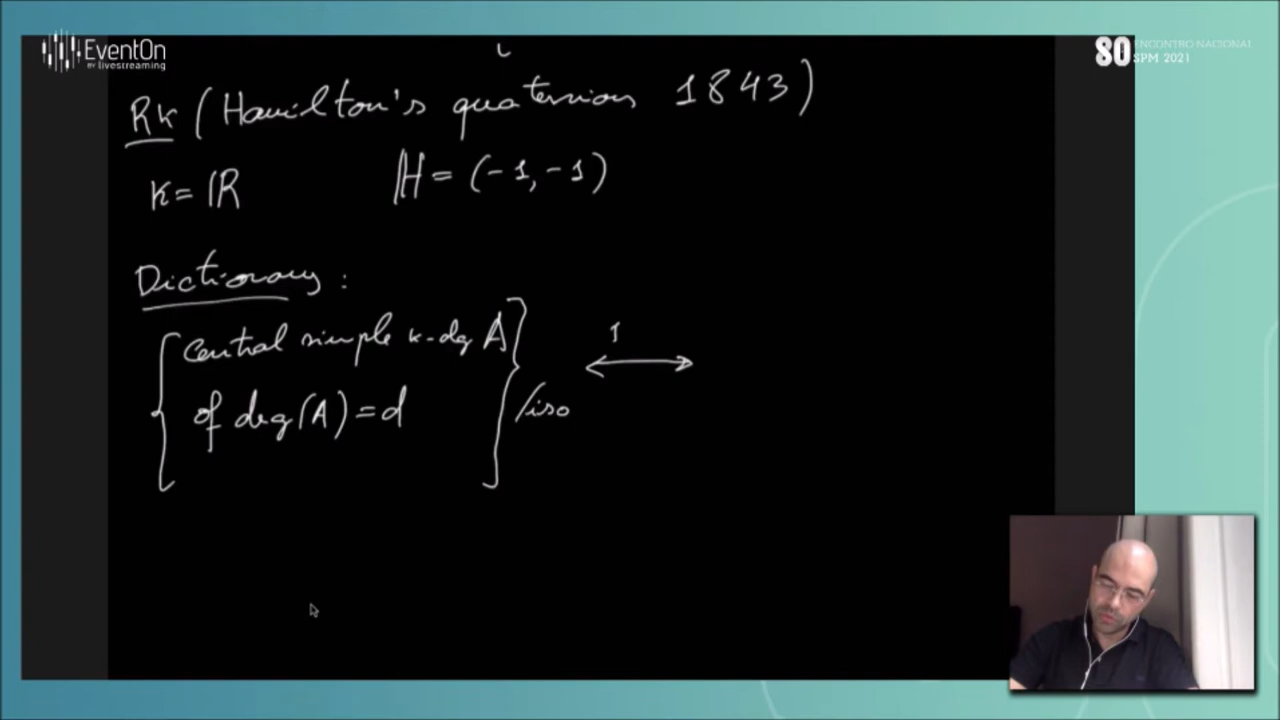 EventOn
BY livestreaming
80 ENCONTRO NACIONAL
SPM 2021
Rk (Hamilton's quaternions 1843)
k = ℝ ℍ = (-1, -1)
Dictionary :
{ Central simple k-alg A
of deg(A) = d } /iso ↔ 1